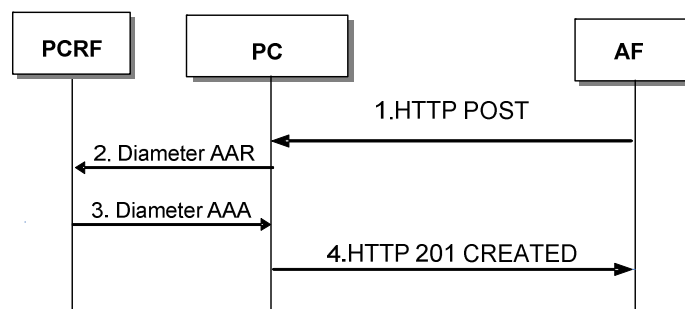 PCRF
PC
AF
1.HTTP POST
2. Diameter AAR
3. Diameter AAA
4.HTTP 201 CREATED